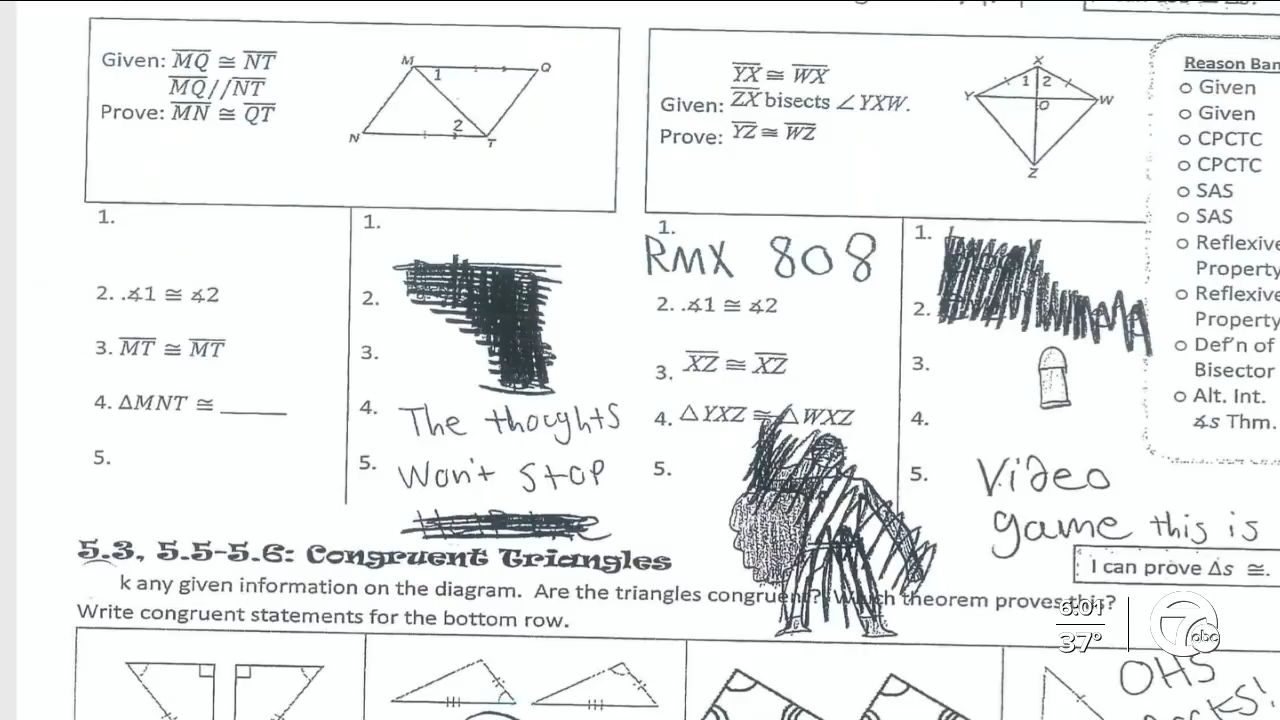 Given: MQ ≅ NT
MQ//NT
Prove: MN ≅ QT
M
Q
1
2
N
T
YX ≅ WX
Given: ZX bisects ∠YXW.
Prove: YZ ≅ WZ
X
1 2
Y
O
W
Z
Reason Ban
o Given
o Given
o CPCTC
o CPCTC
o SAS
o SAS
o Reflexive
Property
o Reflexive
Property
o Def'n of
Bisector
o Alt. Int.
∡s Thm.
1.
2. .∡1 ≅ ∡2
3. MT ≅ MT
4. ΔMNT ≅ ______
5.
1.
2.
3.
4. The thoughts
5. Won't stop
1.
RMX 808
2. .∡1 ≅ ∡2
3. XZ ≅ XZ
4. △YXZ ≅ △WXZ
5.
1.
2.
3.
4.
5. Video
game this is
5.3, 5.5-5.6: Congruent Triangles
I can prove Δs ≅.
k any given information on the diagram. Are the triangles congruent? Which theorem proves this?
Write congruent statements for the bottom row.
6:01
37°
7 abc
OHS